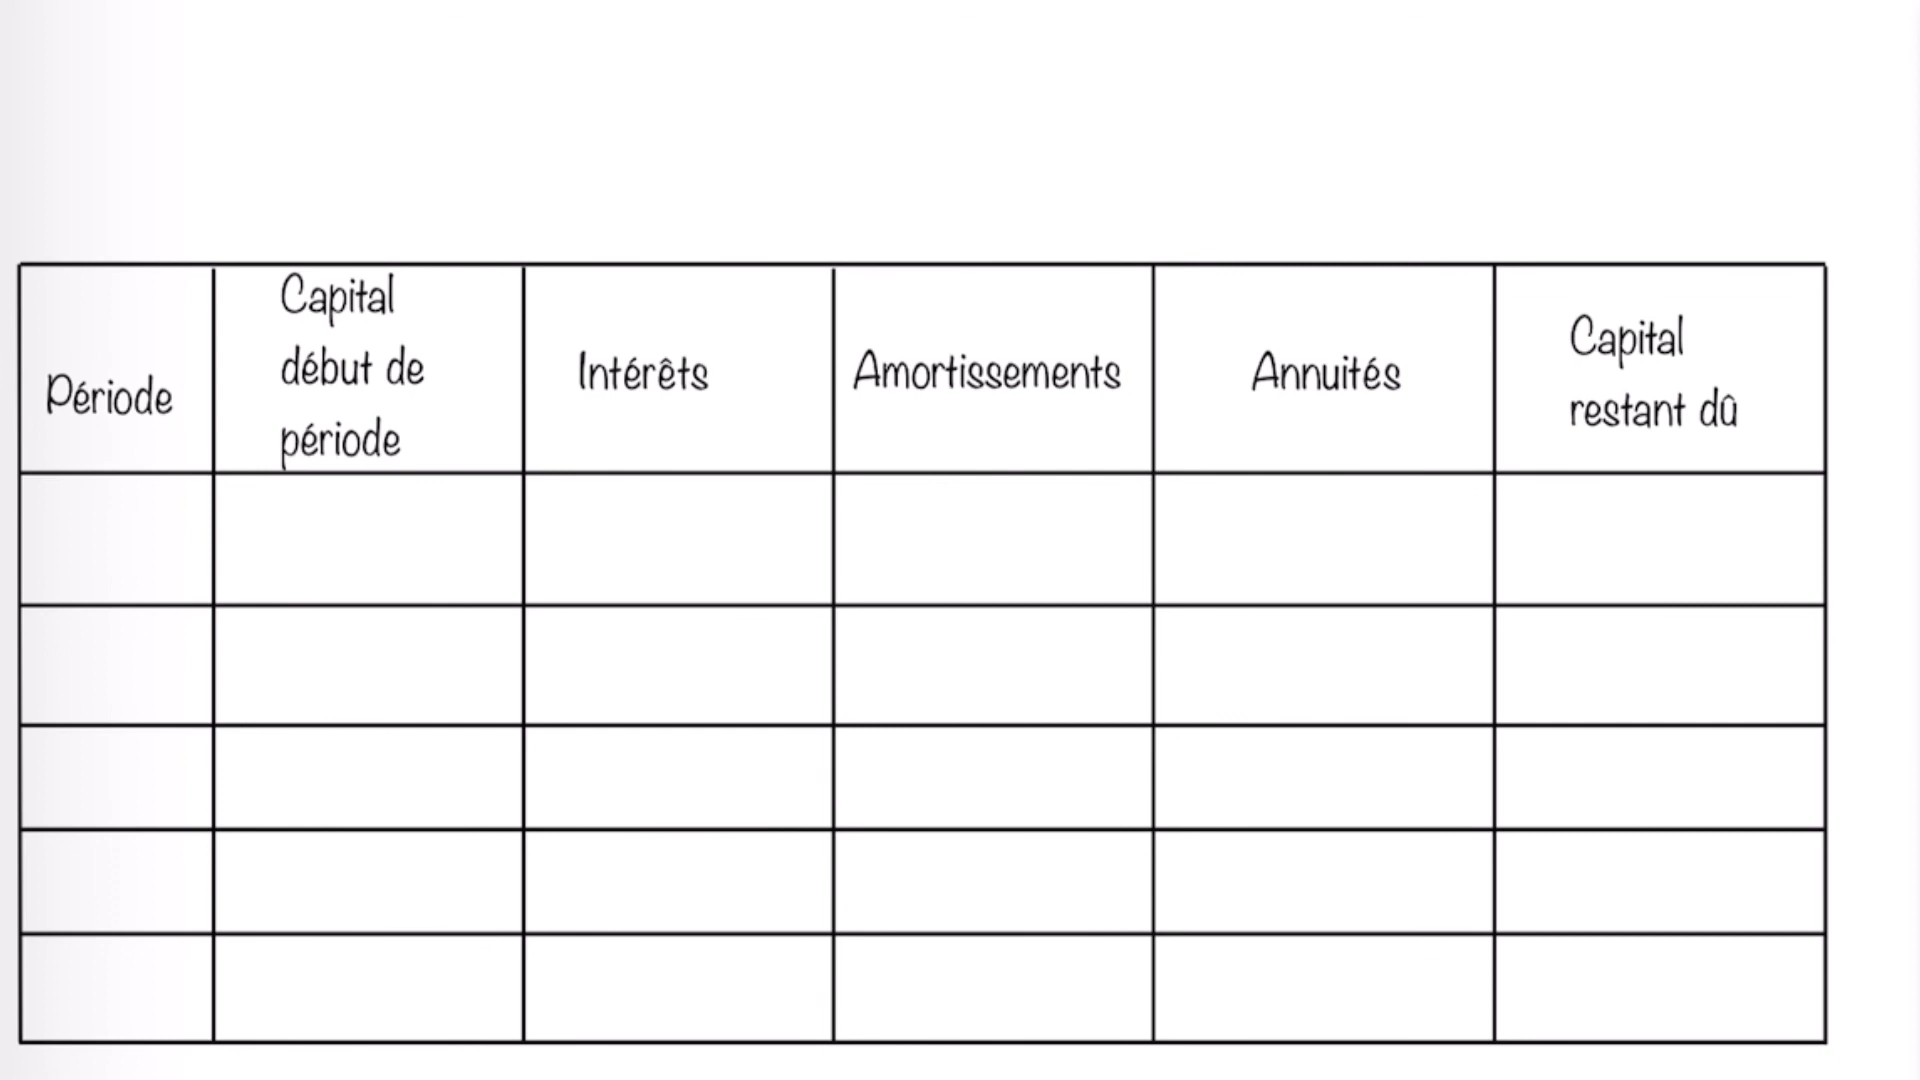 Période
Capital
début de
période
Intérêts
Amortissements
Annuités
Capital
restant dû